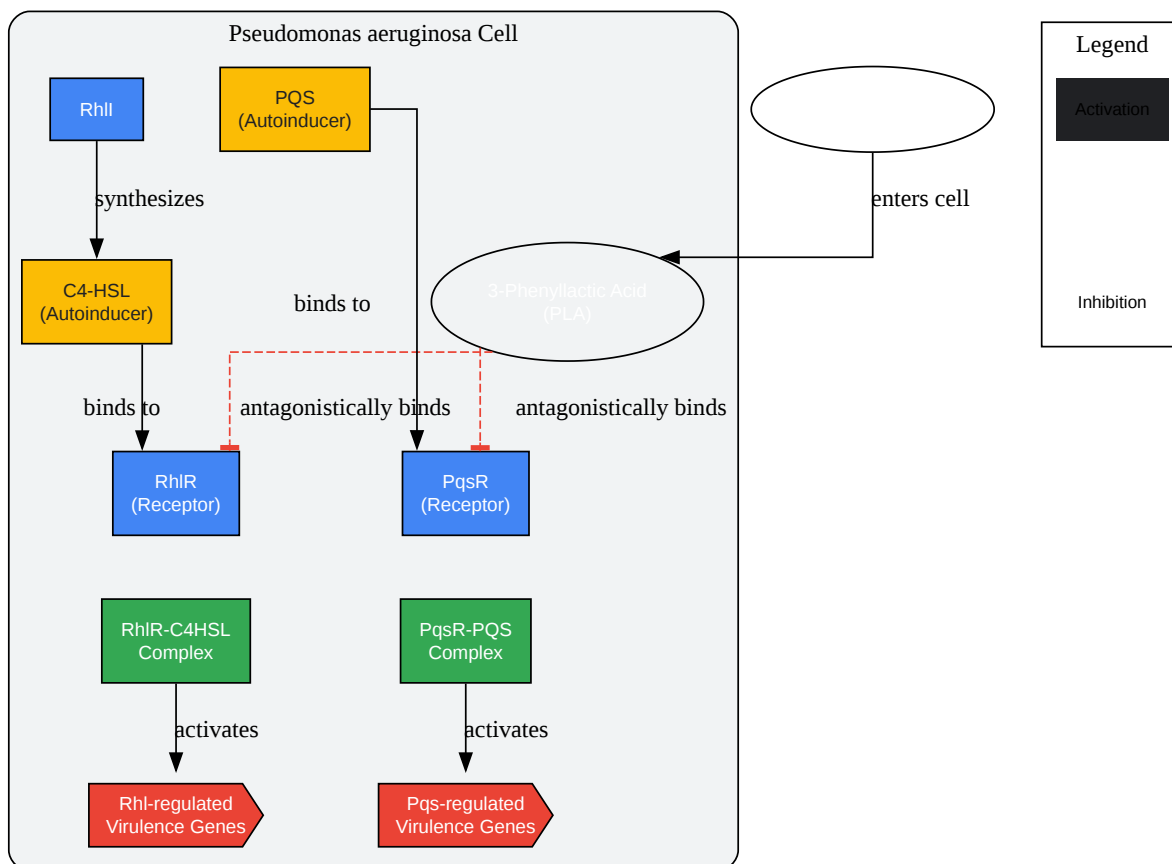 Pseudomonas aeruginosa Cell
Legend
RhlI
PQS
(Autoinducer)
Activation
synthesizes
enters cell
C4-HSL
(Autoinducer)
binds to
3-Phenyllactic Acid
(PLA)
Inhibition
binds to
antagonistically binds
antagonistically binds
RhlR
(Receptor)
PqsR
(Receptor)
RhlR-C4HSL
Complex
PqsR-PQS
Complex
activates
activates
Rhl-regulated
Virulence Genes
Pqs-regulated
Virulence Genes